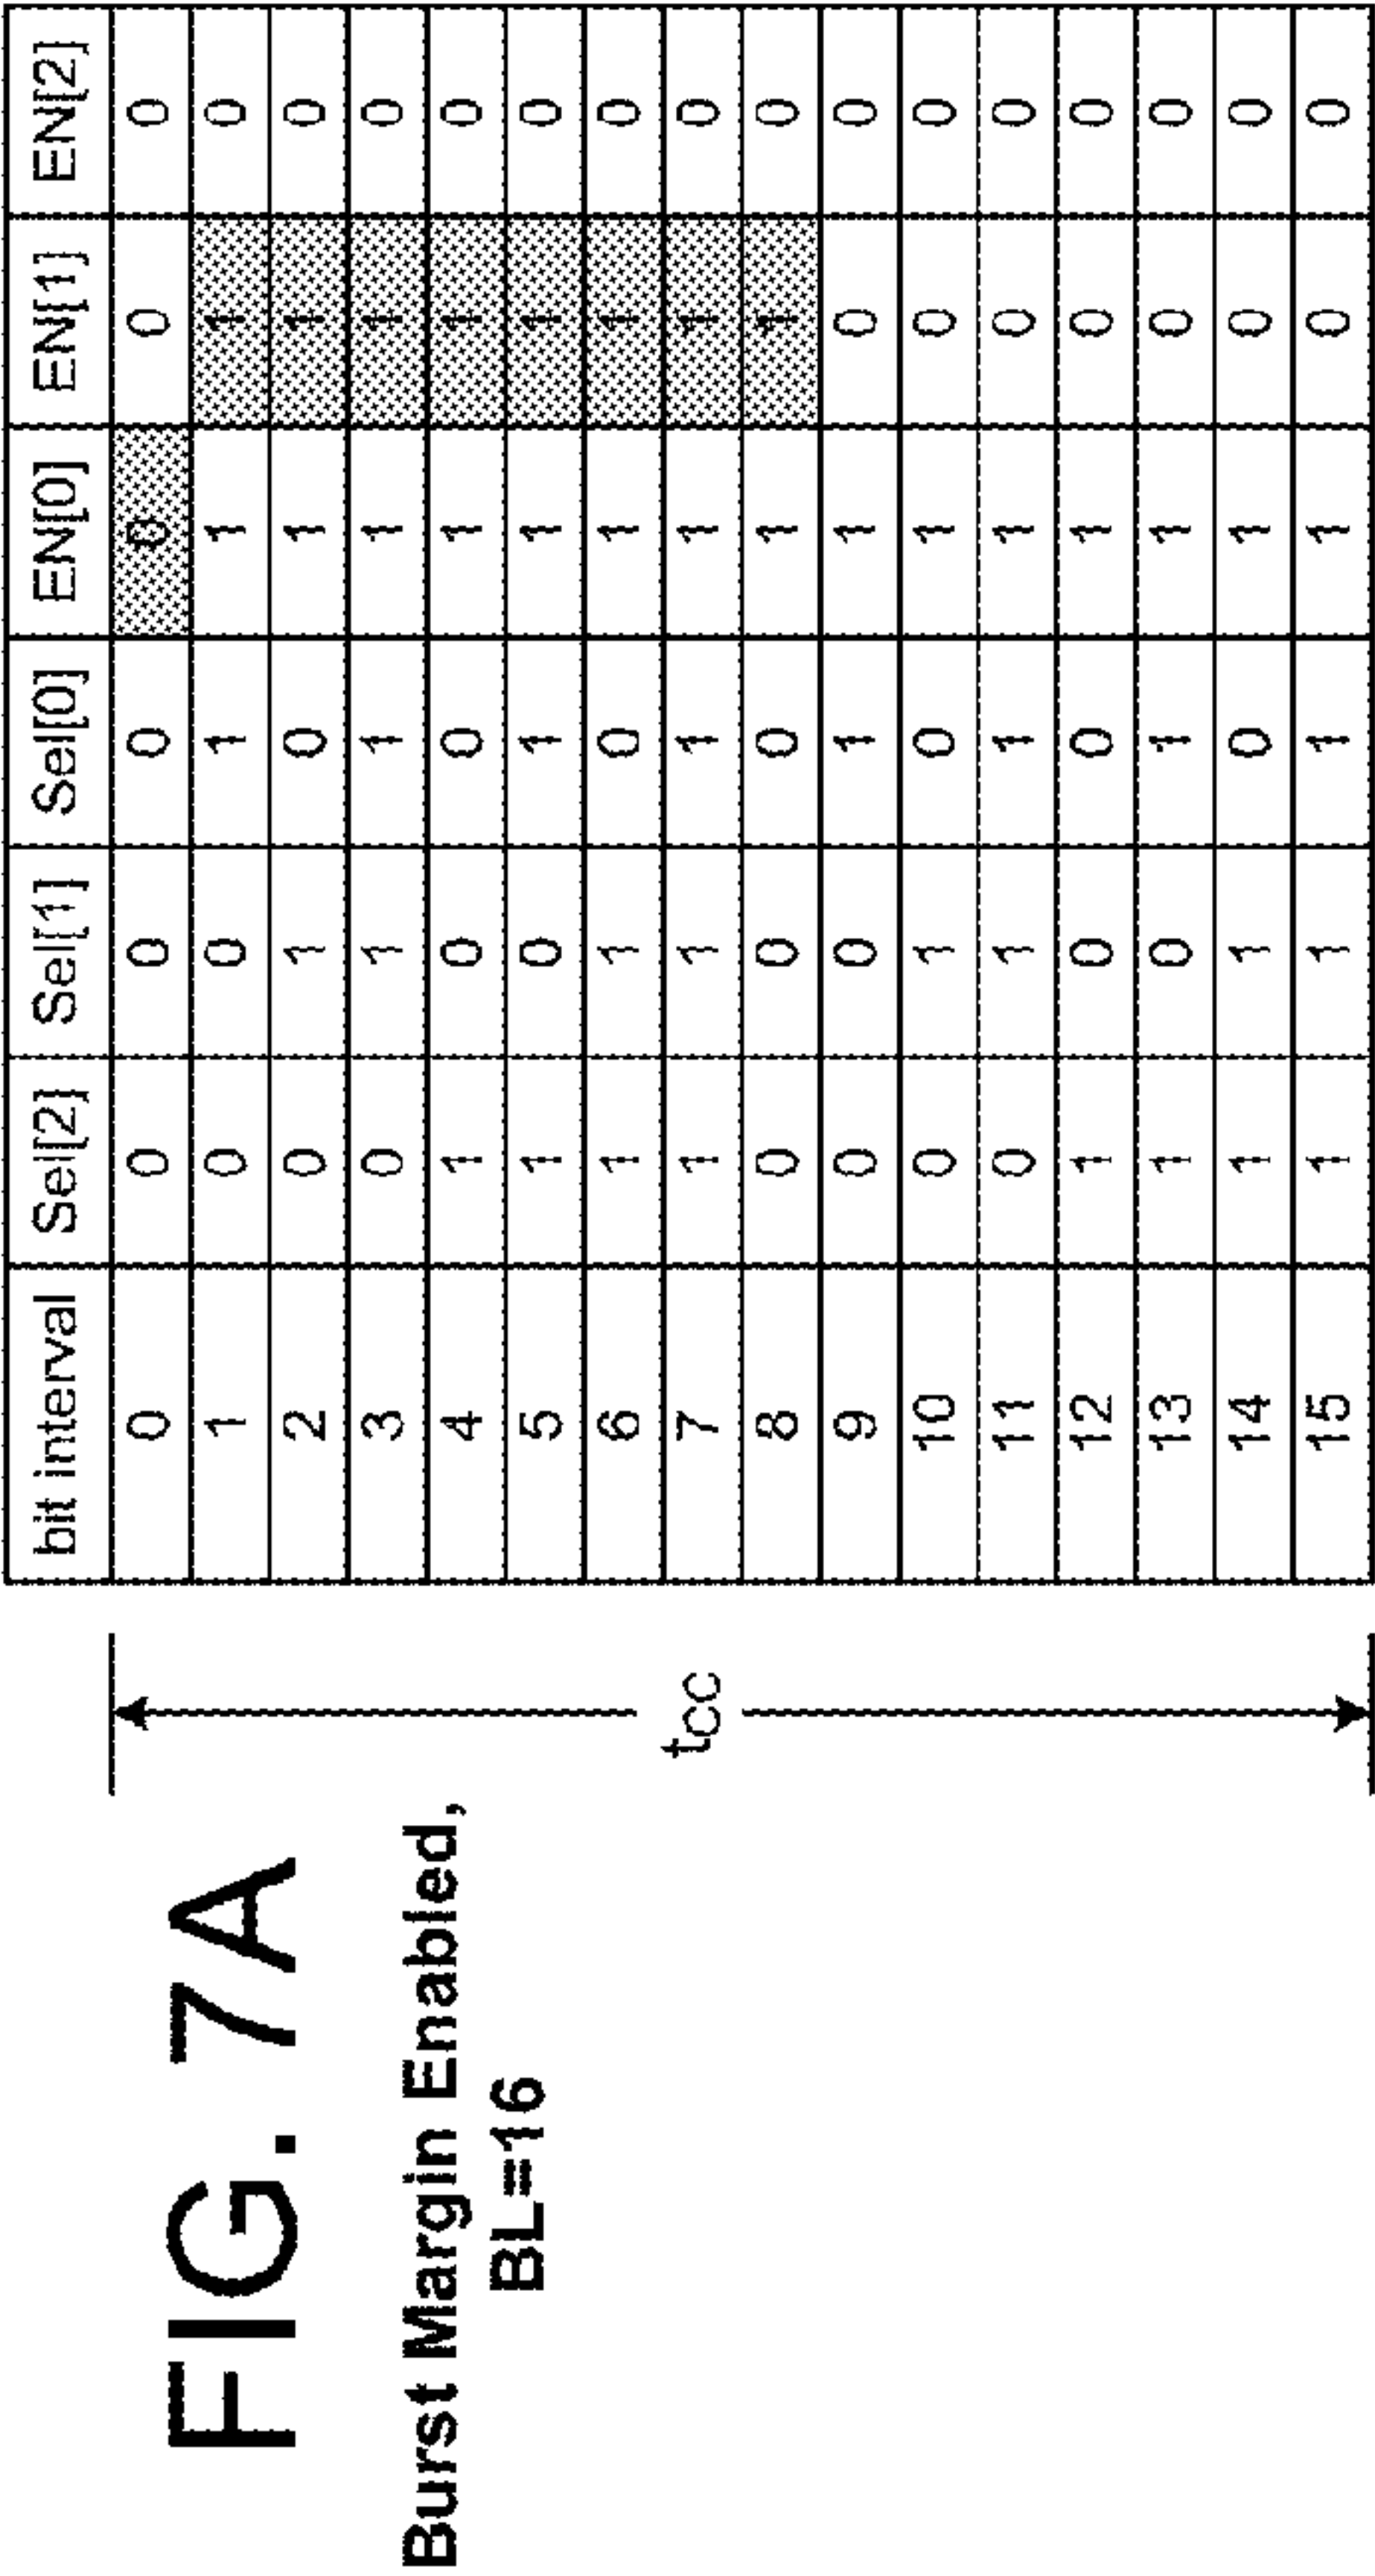 FIG. 7A
Burst Margin Enabled,
BL=16
tCC
bit interval Sel[2] Sel[1] Sel[0] EN[0] EN[1] EN[2]
0 0 0 0 0 0 0
1 0 0 1 1 1 0
2 0 1 0 1 1 0
3 0 1 1 1 1 0
4 1 0 0 1 1 0
5 1 0 1 1 1 0
6 1 1 0 1 1 0
7 1 1 1 1 1 0
8 0 0 0 1 1 0
9 0 0 1 1 0 0
10 0 1 0 1 0 0
11 0 1 1 1 0 0
12 1 0 0 1 0 0
13 1 0 1 1 0 0
14 1 1 0 1 0 0
15 1 1 1 1 0 0